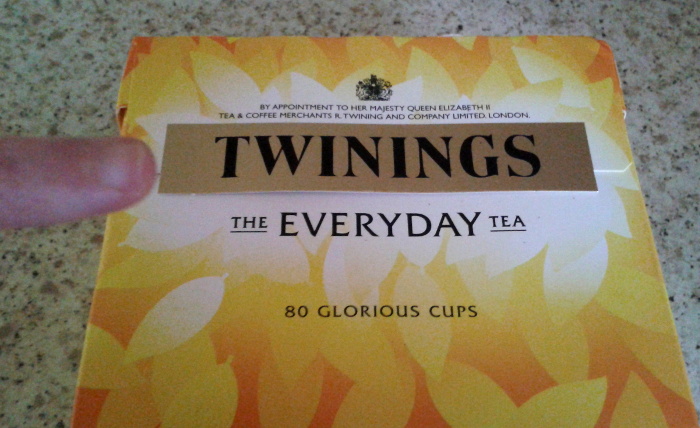 BY APPOINTMENT TO HER MAJESTY QUEEN ELIZABETH II
TEA & COFFEE MERCHANTS R. TWINING AND COMPANY LIMITED. LONDON.
TWININGS
THE EVERYDAY TEA
80 GLORIOUS CUPS